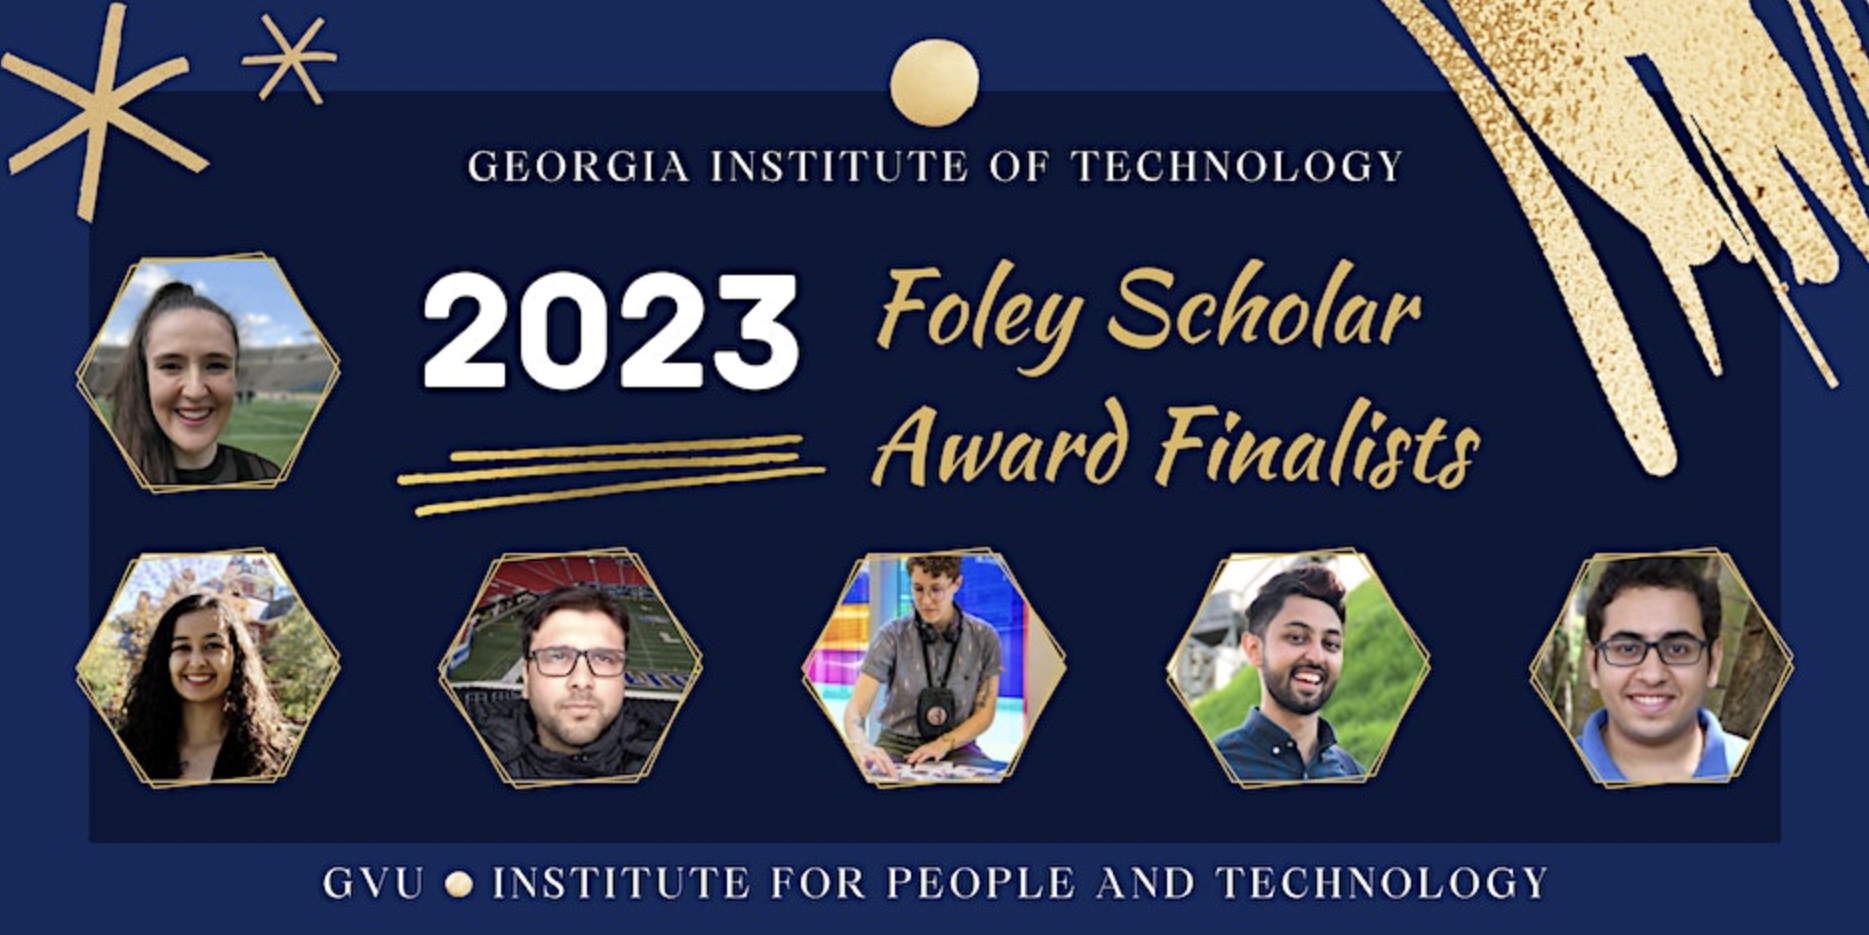 GEORGIA INSTITUTE OF TECHNOLOGY
2023
Foley Scholar
Award Finalists
GVU ● INSTITUTE FOR PEOPLE AND TECHNOLOGY